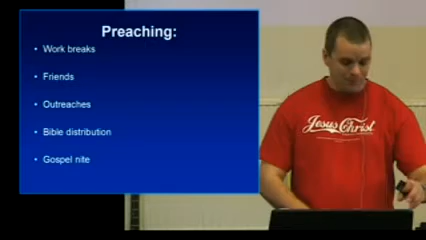 Preaching:
• Work breaks
• Friends
• Outreaches
• Bible distribution
• Gospel nite
Jesus Christ